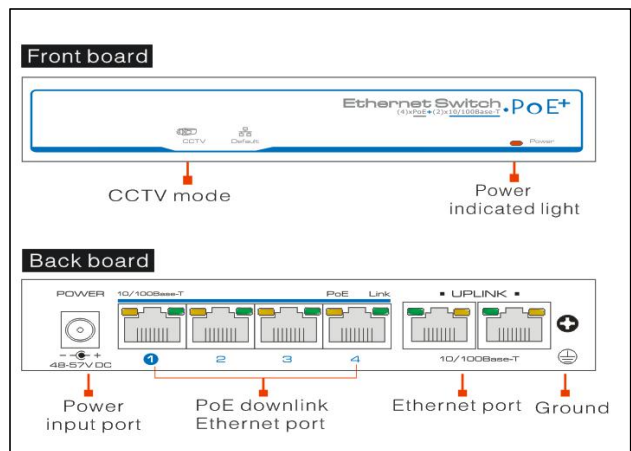 Front board
Ethernet Switch
(4)xPoE+(2)x10/100Base-T
•PoE+
CCTV
Default
Power
CCTV mode
Power
indicated light
Back board
POWER
10/100Base-T
PoE
Link
▪ UPLINK ▪
48-57V DC
1
2
3
4
10/100Base-T
Power
input port
PoE downlink
Ethernet port
Ethernet port
Ground